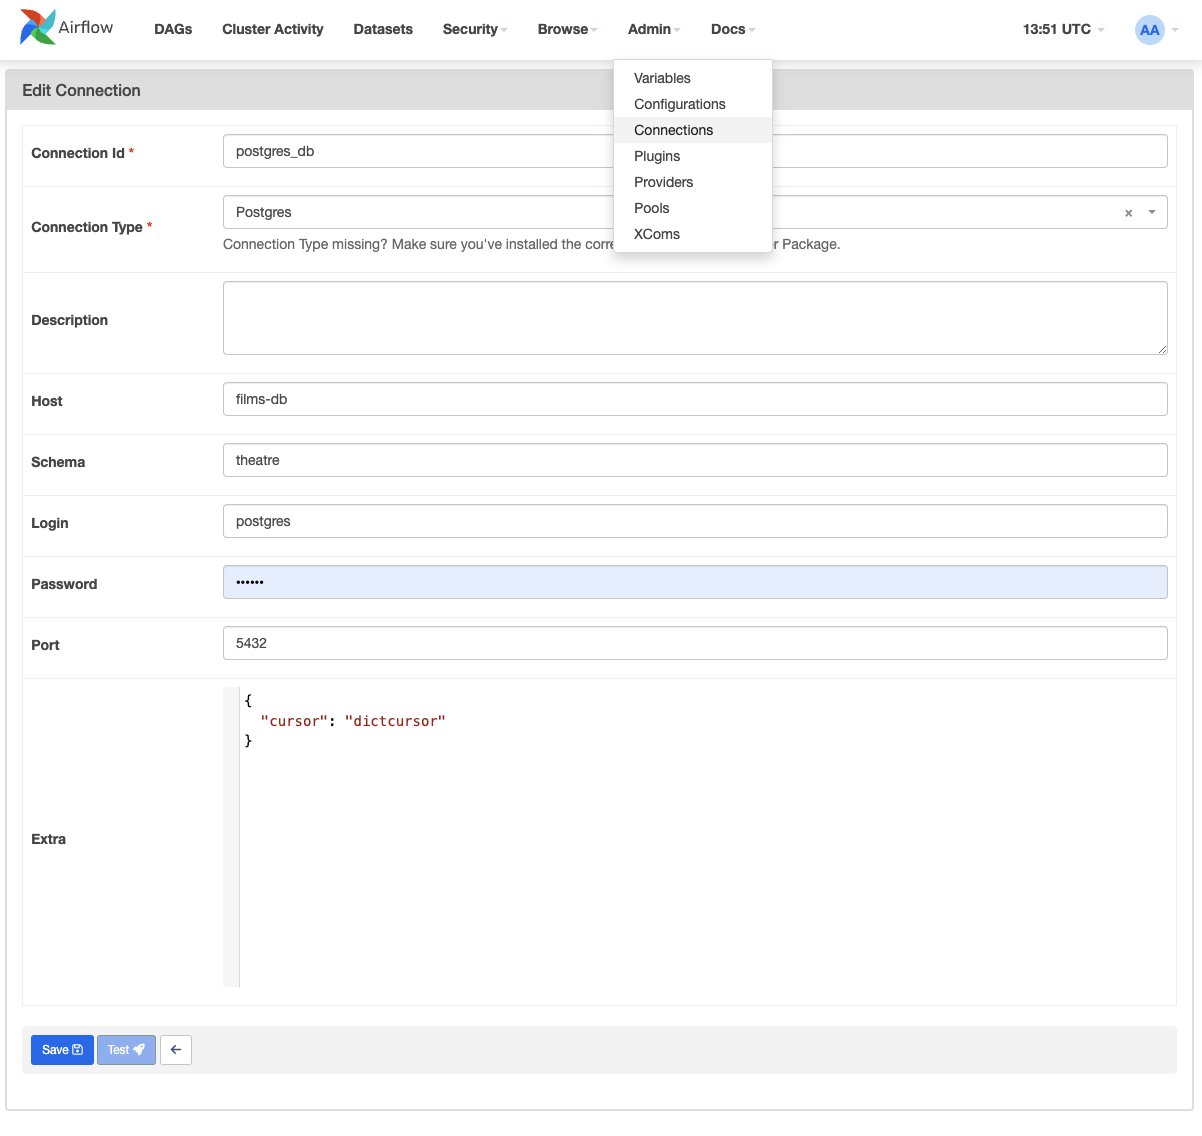 Airflow DAGs Cluster Activity Datasets Security Browse Admin Docs 13:51 UTC AA
Variables
Configurations
Connections
Plugins
Providers
Pools
XComs
Edit Connection
Connection Id * postgres_db
Connection Type * Postgres × 
Connection Type missing? Make sure you've installed the corre r Package.
Description
Host films-db
Schema theatre
Login postgres
Password ••••••
Port 5432
Extra
{
"cursor": "dictcursor"
}
Save Test